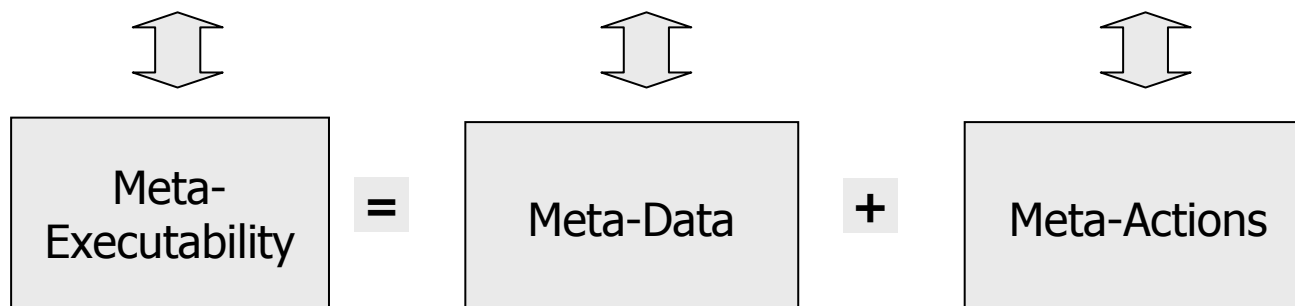 Meta-
Executability
=
Meta-Data
+
Meta-Actions